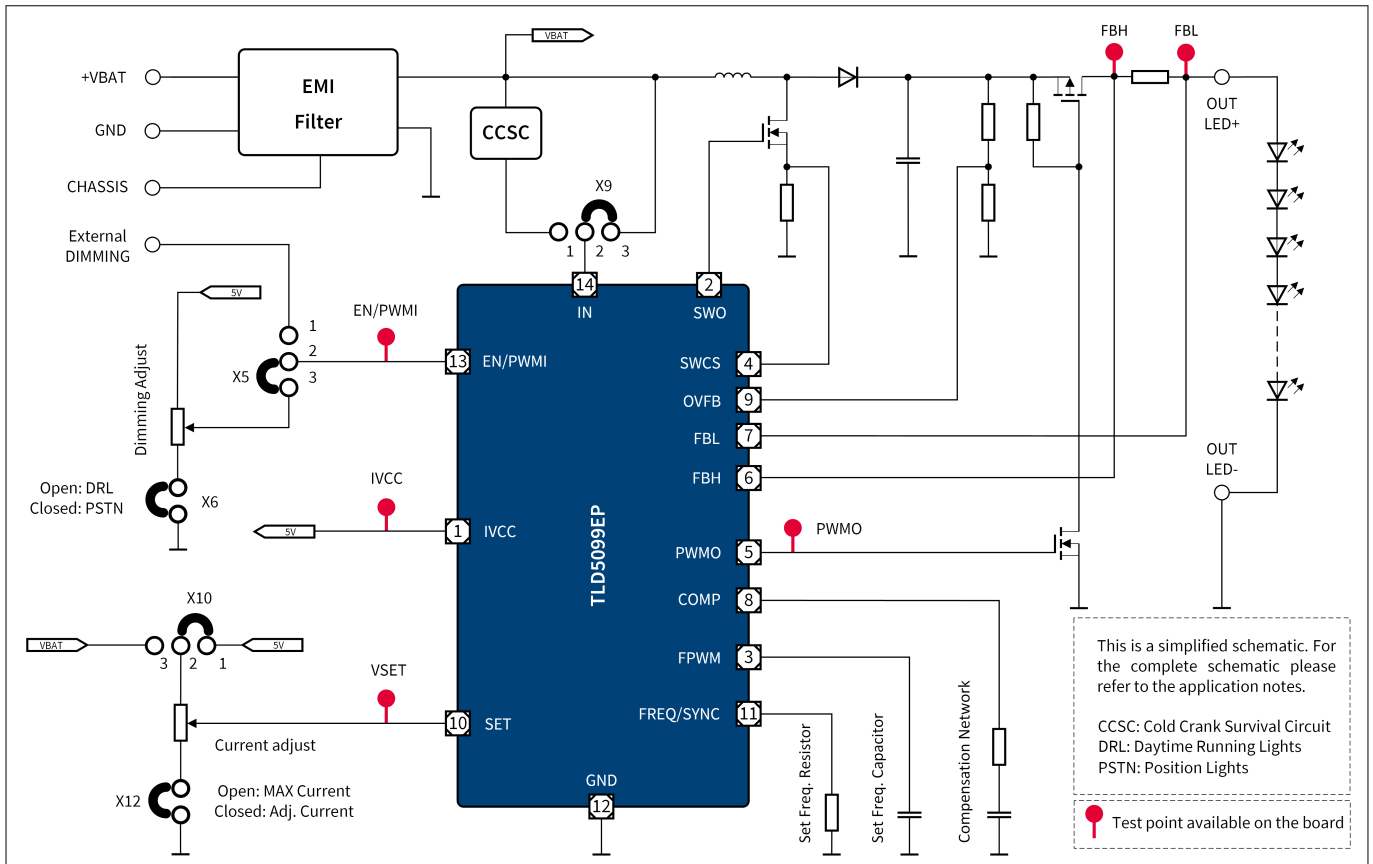 VBAT
FBH
FBL
+VBAT
EMI
Filter
GND
CCSC
OUT
LED+
CHASSIS
X9
External
DIMMING
1
2
3
5V
14
IN
2
SWO
EN/PWMI
1
2
3
X5
13
EN/PWMI
SWCS
4
Dimming Adjust
OVFB
9
FBL
7
OUT
LED-
FBH
6
Open: DRL
Closed: PSTN
X6
IVCC
5V
1
IVCC
TLD5099EP
PWMO
5
PWMO
COMP
8
X10
VBAT
3
2
1
5V
FPWM
3
VSET
10
SET
FREQ/SYNC
11
Current adjust
X12
Open: MAX Current
Closed: Adj. Current
GND
12
Set Freq. Resistor
Set Freq. Capacitor
Compensation Network
This is a simplified schematic. For
the complete schematic please
refer to the application notes.
CCSC: Cold Crank Survival Circuit
DRL: Daytime Running Lights
PSTN: Position Lights
Test point available on the board